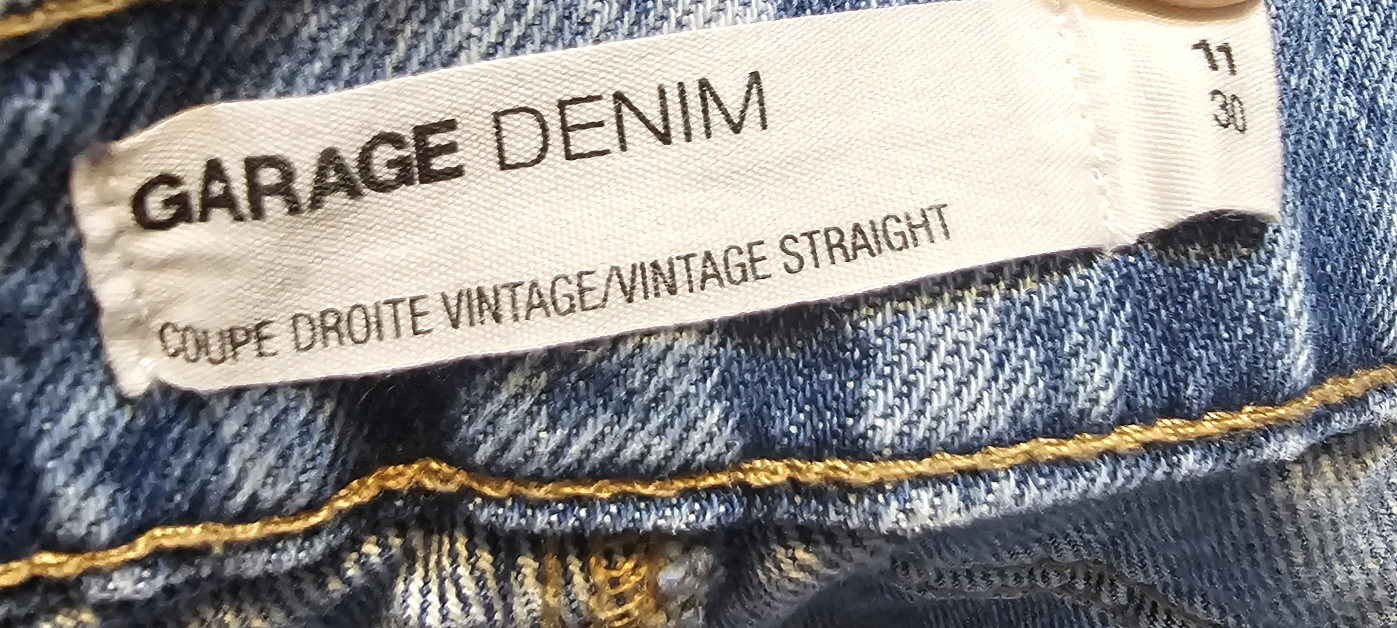 GARAGE DENIM
COUPE DROITE VINTAGE/VINTAGE STRAIGHT
11
30